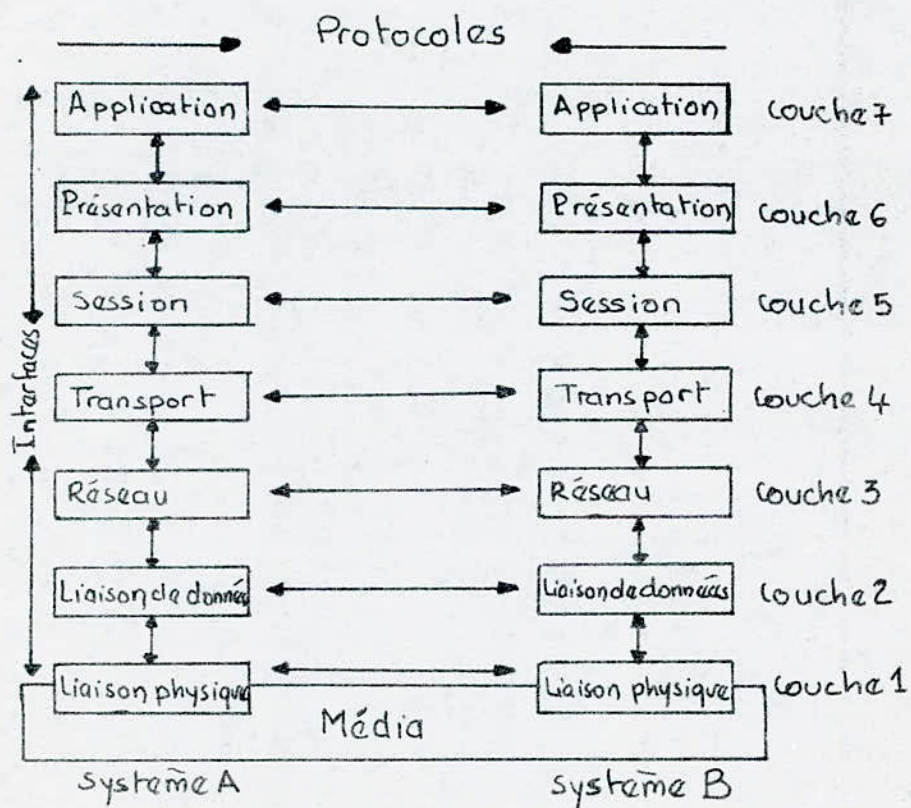 Protocoles
Application Application couche 7
Présentation Présentation couche 6
Session Session couche 5
Interfaces
Transport Transport couche 4
Réseau Réseau couche 3
Liaison de donnée Liaison de données couche 2
Liaison physique Liaison physique couche 1
Média
Système A Système B